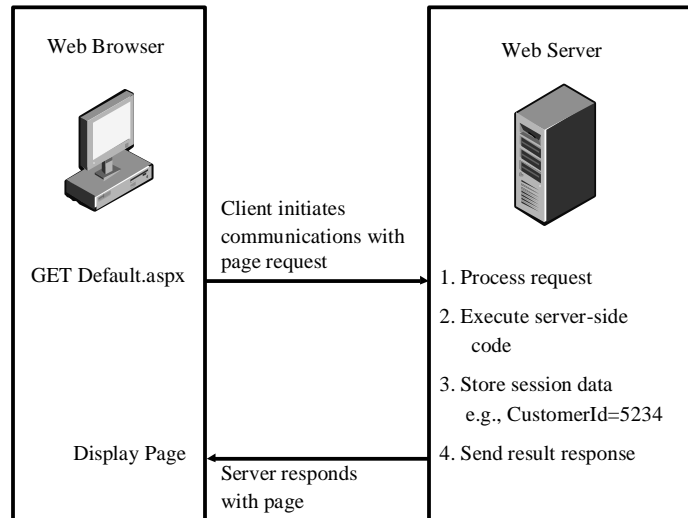 Web Browser
Web Server
Client initiates
communications with
page request
GET Default.aspx
1. Process request
2. Execute server-side
code
3. Store session data
e.g., CustomerId=5234
Display Page
4. Send result response
Server responds
with page